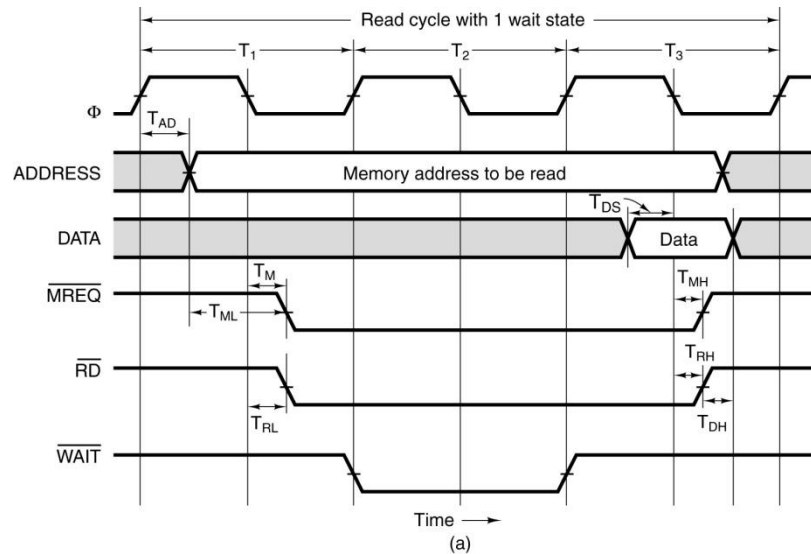 Read cycle with 1 wait state
T1 T2 T3
Φ
TAD
ADDRESS Memory address to be read
TDS
DATA Data
TM TMH
MREQ
TML
TRH
RD
TRL TDH
WAIT
Time
(a)